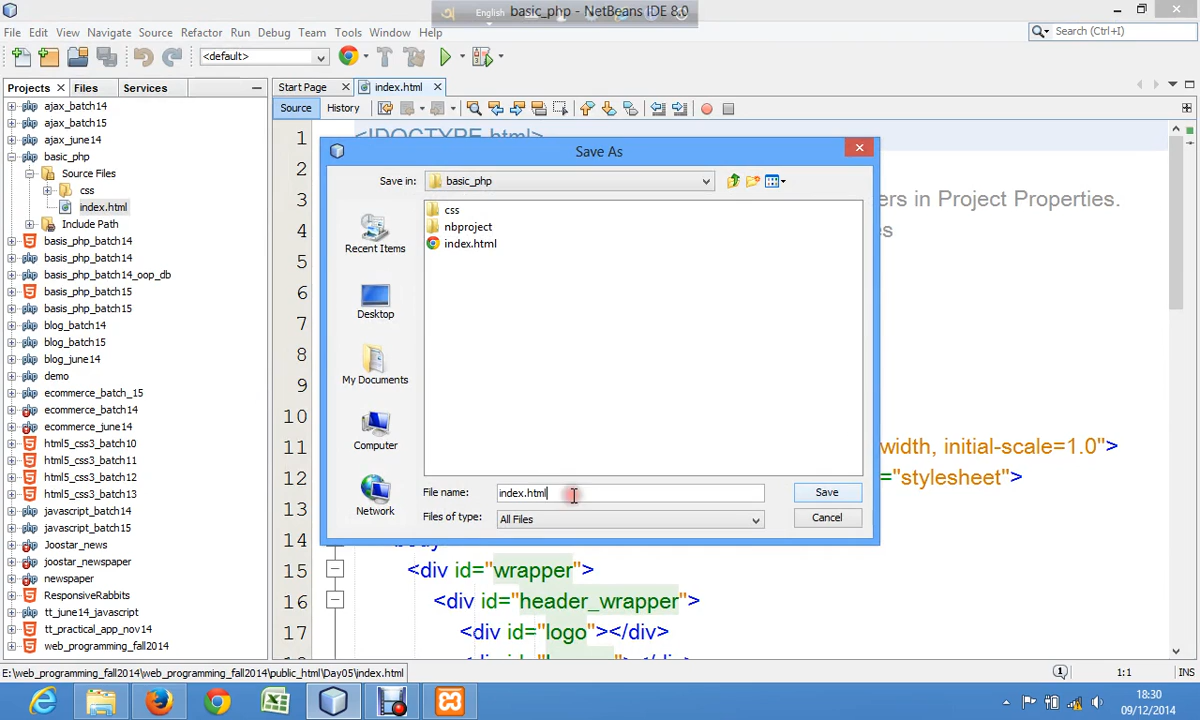 English
basic_php - NetBeans IDE 8.0
File Edit View Navigate Source Refactor Run Debug Team Tools Window Help
Search (Ctrl+I)
<default>
Projects Files Services
Start Page index.html
Source History
ajax_batch14
ajax_batch15
ajax_june14
basic_php
Source Files
css
index.html
Include Path
basis_php_batch14
basis_php_batch14
basis_php_batch14_oop_db
basis_php_batch15
basis_php_batch15
blog_batch14
blog_batch15
blog_june14
demo
ecommerce_batch_15
ecommerce_batch14
ecommerce_june14
html5_css3_batch10
html5_css3_batch11
html5_css3_batch12
html5_css3_batch13
javascript_batch14
javascript_batch15
Joostar_news
joostar_newspaper
newspaper
ResponsiveRabbits
tt_june14_javascript
tt_practical_app_nov14
web_programming_fall2014
1 <!DOCTYPE html>
2
3 ers in Project Properties.
4 es
5
6
7
8
9
10
11 width, initial-scale=1.0">
12 ="stylesheet">
13
14
15 <div id="wrapper">
16 <div id="header_wrapper">
17 <div id="logo"></div>
Save As
Save in: basic_php
Recent Items
Desktop
My Documents
Computer
Network
css
nbproject
index.html
File name: index.html Save
Files of type: All Files Cancel
E:\web_programming_fall2014\web_programming_fall2014\public_html\Day05\index.html
1:1 INS
18:30
09/12/2014